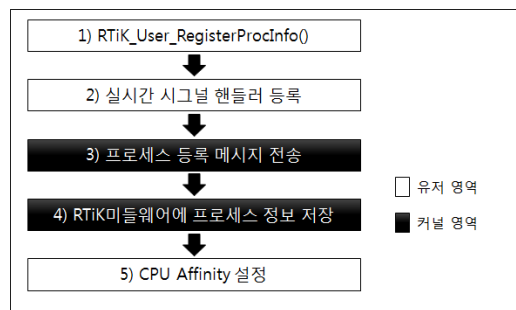 1) RTiK_User_RegisterProcInfo()
2) 실시간 시그널 핸들러 등록
3) 프로세스 등록 메시지 전송
4) RTiK미들웨어에 프로세스 정보 저장
5) CPU Affinity 설정
유저 영역
커널 영역